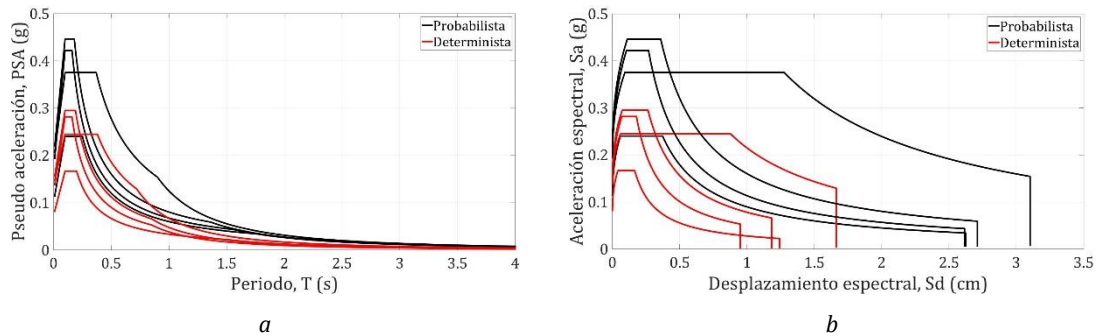 0.5
0.4
0.3
0.2
0.1
0
Pseudo aceleración, PSA (g)
Probabilista
Determinista
0 0.5 1 1.5 2 2.5 3 3.5 4
Periodo, T (s)
a
0.5
0.4
0.3
0.2
0.1
0
Aceleración espectral, Sa (g)
Probabilista
Determinista
0 0.5 1 1.5 2 2.5 3 3.5
Desplazamiento espectral, Sd (cm)
b